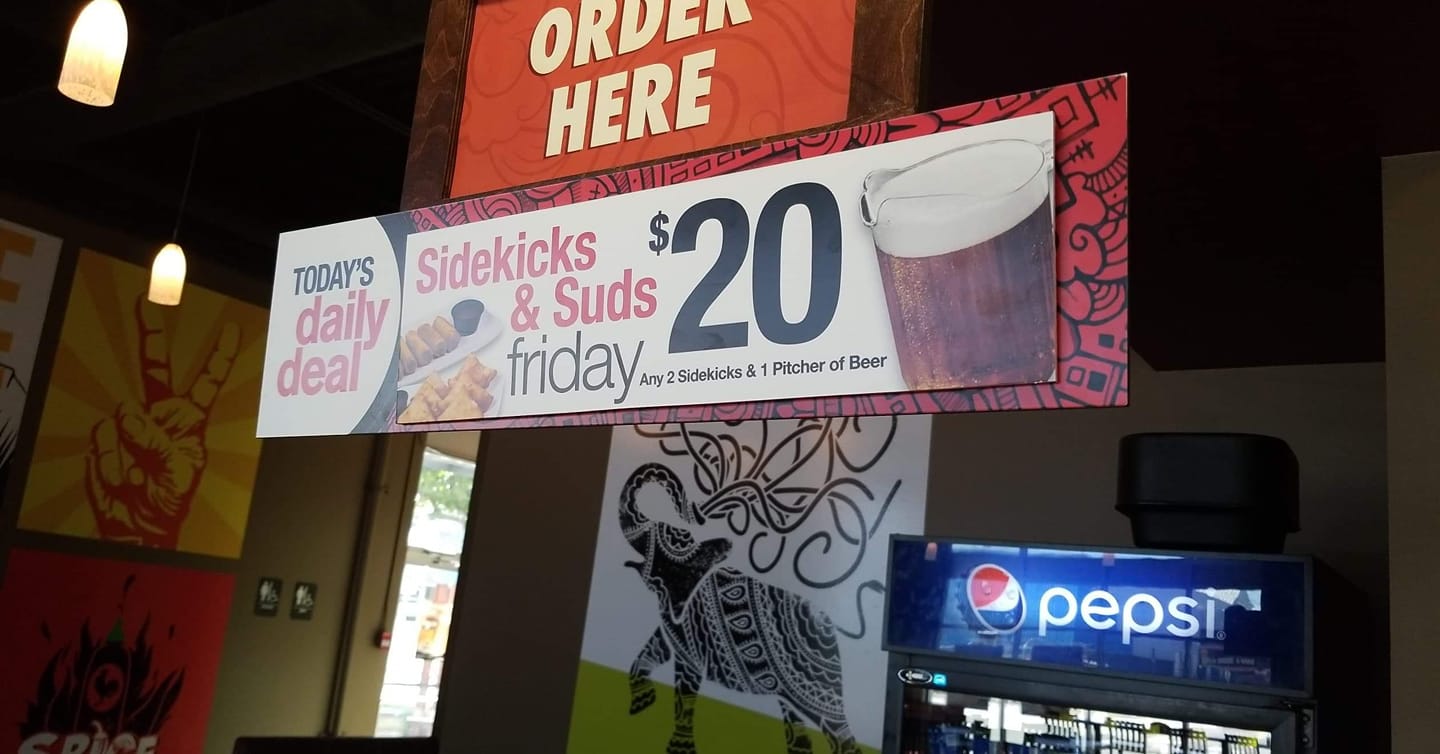 ORDER
HERE
TODAY'S
daily
deal
Sidekicks
& Suds
friday
$20
Any 2 Sidekicks & 1 Pitcher of Beer
pepsi